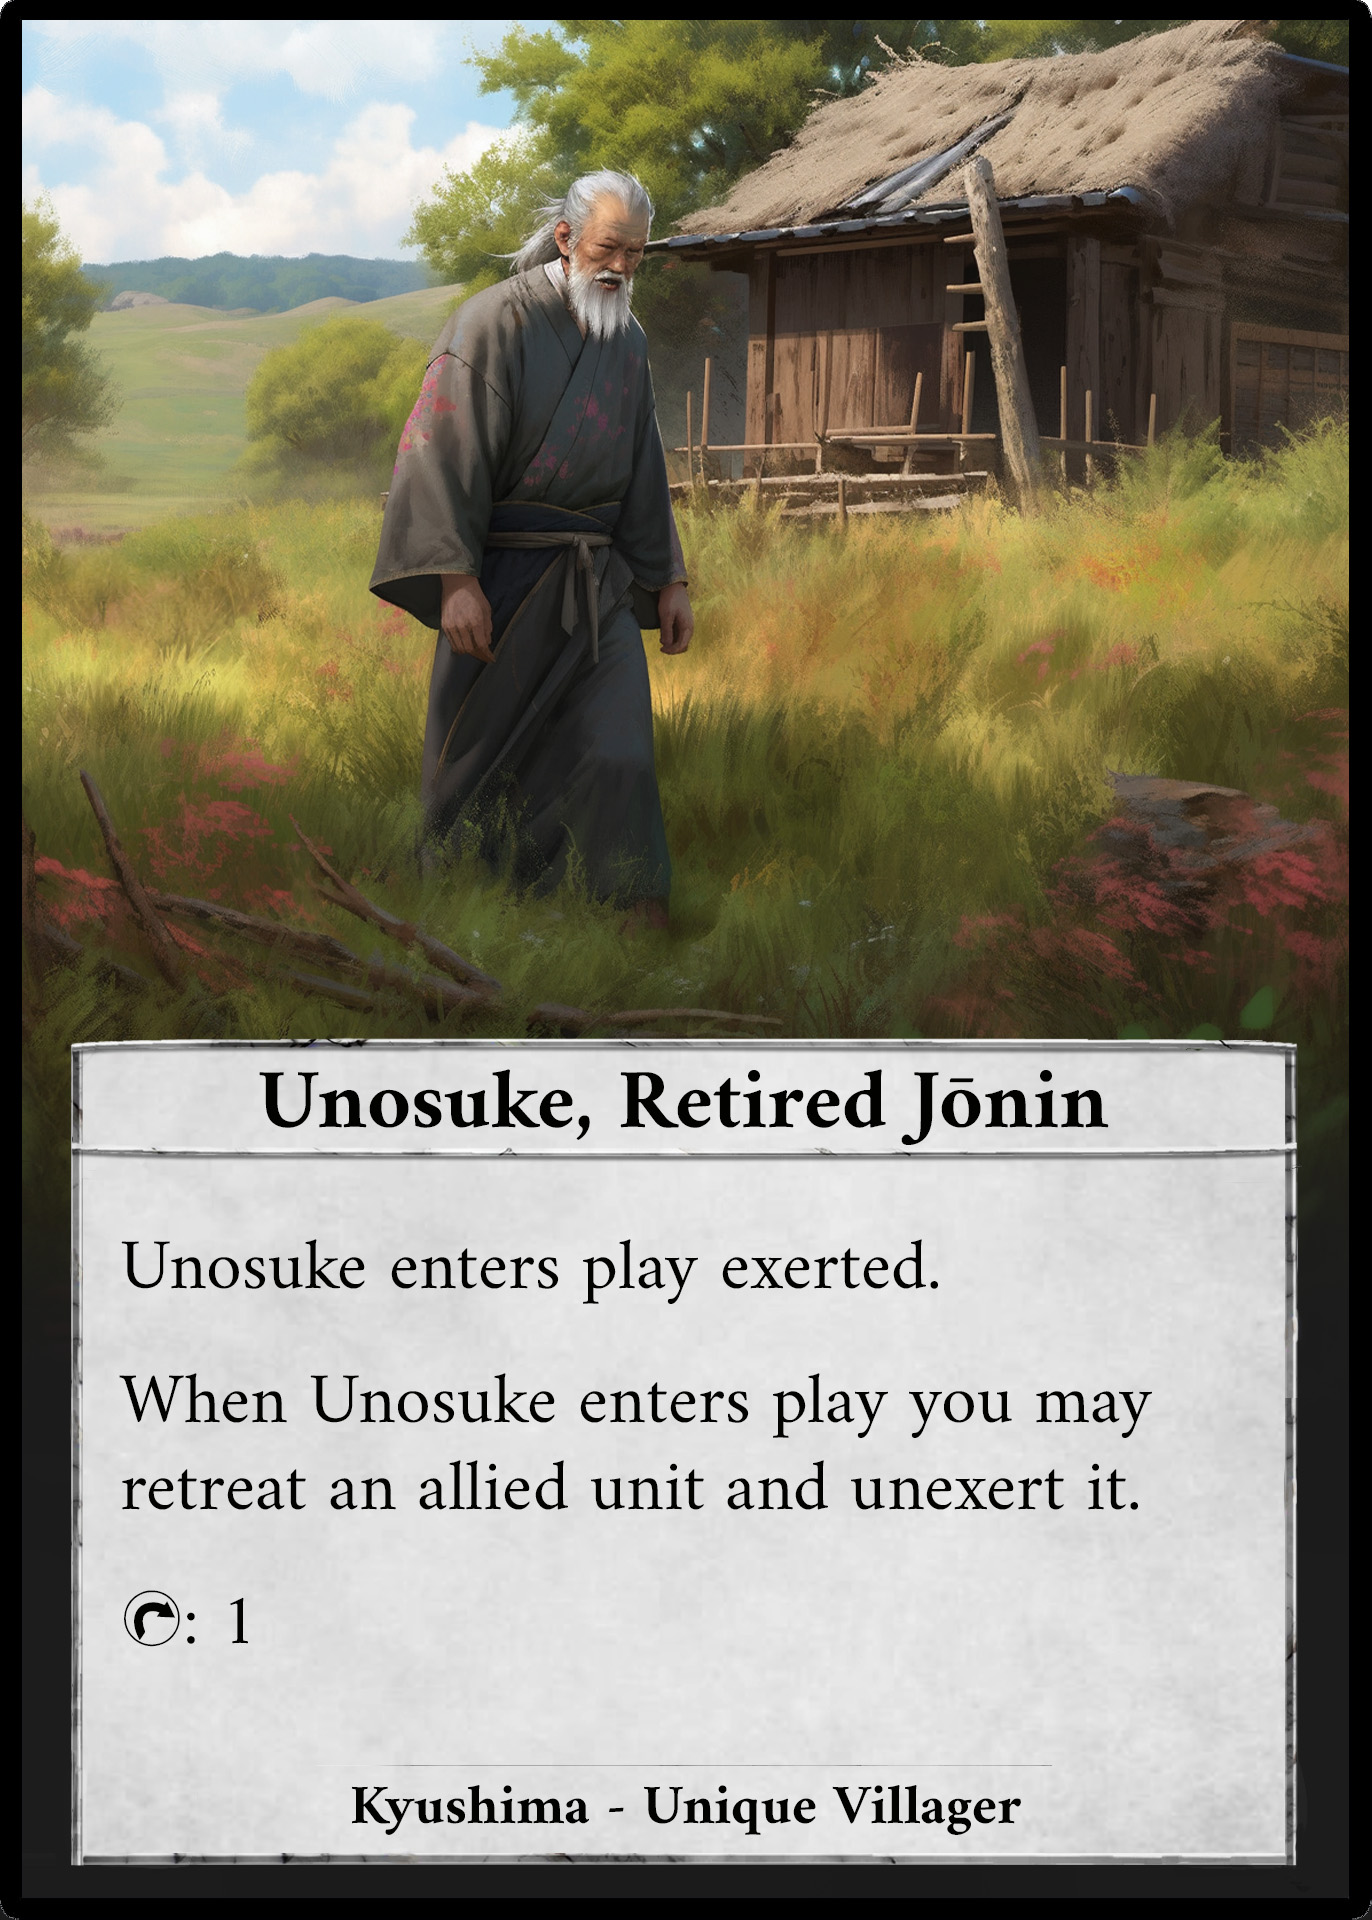 Unosuke, Retired Jōnin
Unosuke enters play exerted.
When Unosuke enters play you may
retreat an allied unit and unexert it.
: 1
Kyushima - Unique Villager